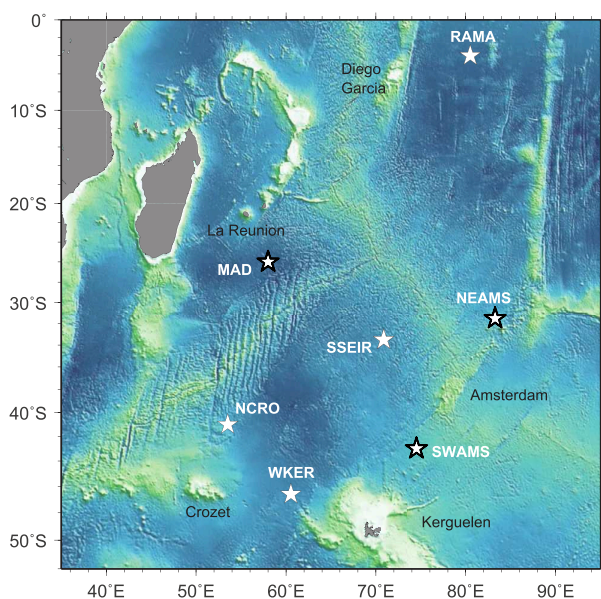 0°
RAMA
Diego
Garcia
10°S
20°S
La Reunion
MAD
30°S
NEAMS
SSEIR
Amsterdam
40°S
NCRO
SWAMS
WKER
Crozet
Kerguelen
50°S
40°E 50°E 60°E 70°E 80°E 90°E